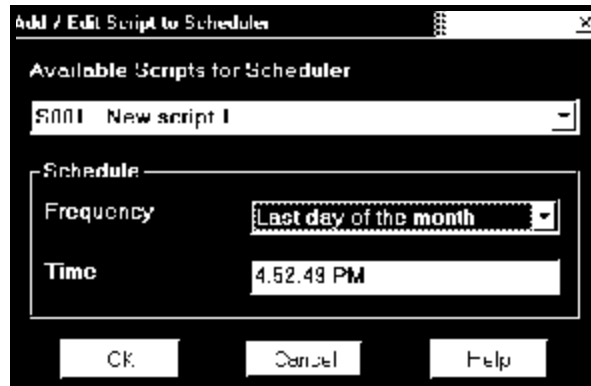 Add / Edit Script to Scheduler
Available Scripts for Scheduler
S001 New script 1
Schedule
Frequency Last day of the month
Time 4.52.49 PM
OK Cancel Help